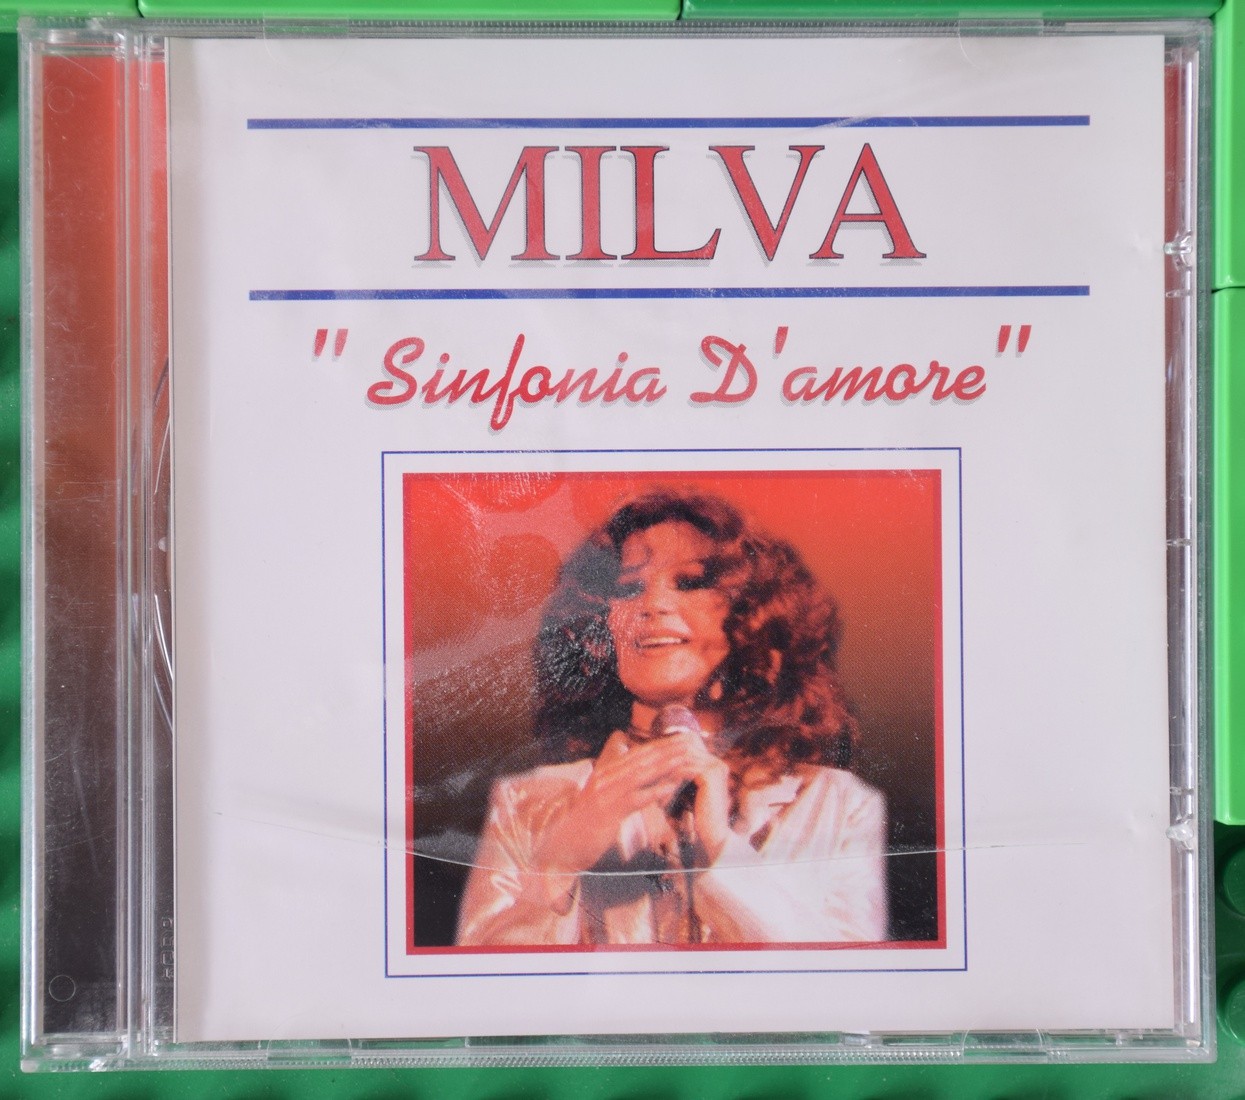 MILVA
" Sinfonia D'amore "